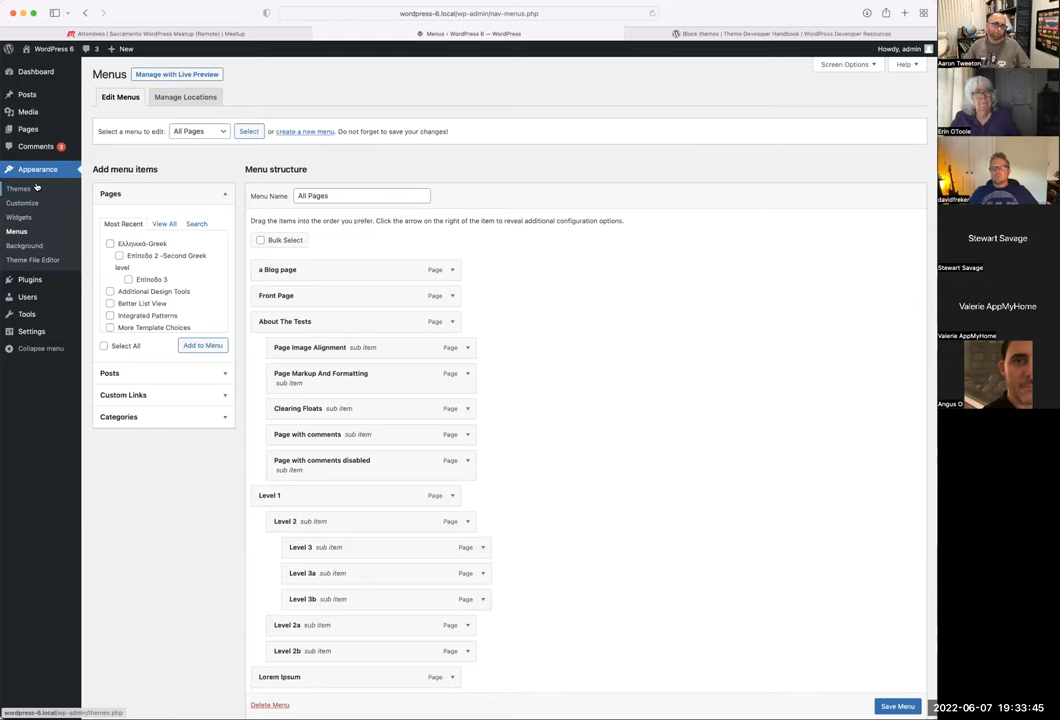 wordpress-6.local/wp-admin/nav-menus.php
Attendees | Sacramento WordPress Meetup (Remote) | Meetup
Menus ‹ WordPress 6 — WordPress
Block themes | Theme Developer Handbook | WordPress Developer Resources
WordPress 6
3
New
Howdy, admin
Dashboard
Posts
Media
Pages
Comments 3
Appearance
Themes
Customize
Widgets
Menus
Background
Theme File Editor
Plugins
Users
Tools
Settings
Collapse menu
Menus
Manage with Live Preview
Screen Options
Help
Edit Menus
Manage Locations
Select a menu to edit: All Pages Select or create a new menu. Do not forget to save your changes!
Add menu items
Pages
Most Recent
View All
Search
Ελληνικά-Greek
Επίπεδο 2 -Second Greek
level
Επίπεδο 3
Additional Design Tools
Better List View
Integrated Patterns
More Template Choices
Select All
Add to Menu
Posts
Custom Links
Categories
Menu structure
Menu Name All Pages
Drag the items into the order you prefer. Click the arrow on the right of the item to reveal additional configuration options.
Bulk Select
a Blog page Page
Front Page Page
About The Tests Page
Page Image Alignment sub item Page
Page Markup And Formatting Page
sub item
Clearing Floats sub item Page
Page with comments sub item Page
Page with comments disabled Page
sub item
Level 1 Page
Level 2 sub item Page
Level 3 sub item Page
Level 3a sub item Page
Level 3b sub item Page
Level 2a sub item Page
Level 2b sub item Page
Lorem Ipsum Page
Delete Menu
Save Menu
wordpress-6.local/wp-admin/themes.php
Aaron Tweeton
Erin OToole
davidfreker
Stewart Savage
Stewart Savage
Valerie AppMyHome
Valerie AppMyHome
Angus O
2022-06-07 19:33:45